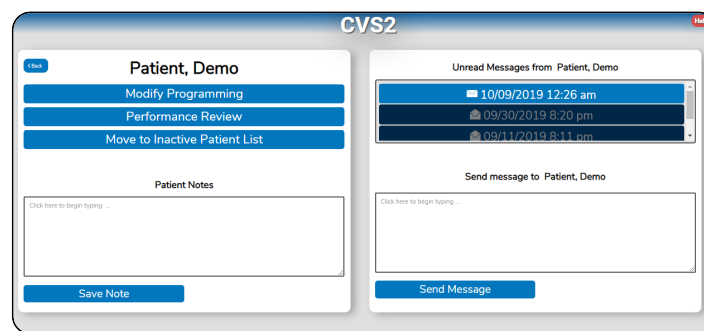 CVS2
Hel
< Back
Patient, Demo
Modify Programming
Performance Review
Move to Inactive Patient List
Patient Notes
Click here to begin typing ...
Save Note
Unread Messages from Patient, Demo
10/09/2019 12:26 am
09/30/2019 8:20 pm
09/11/2019 8:11 pm
Send message to Patient, Demo
Click here to begin typing ...
Send Message